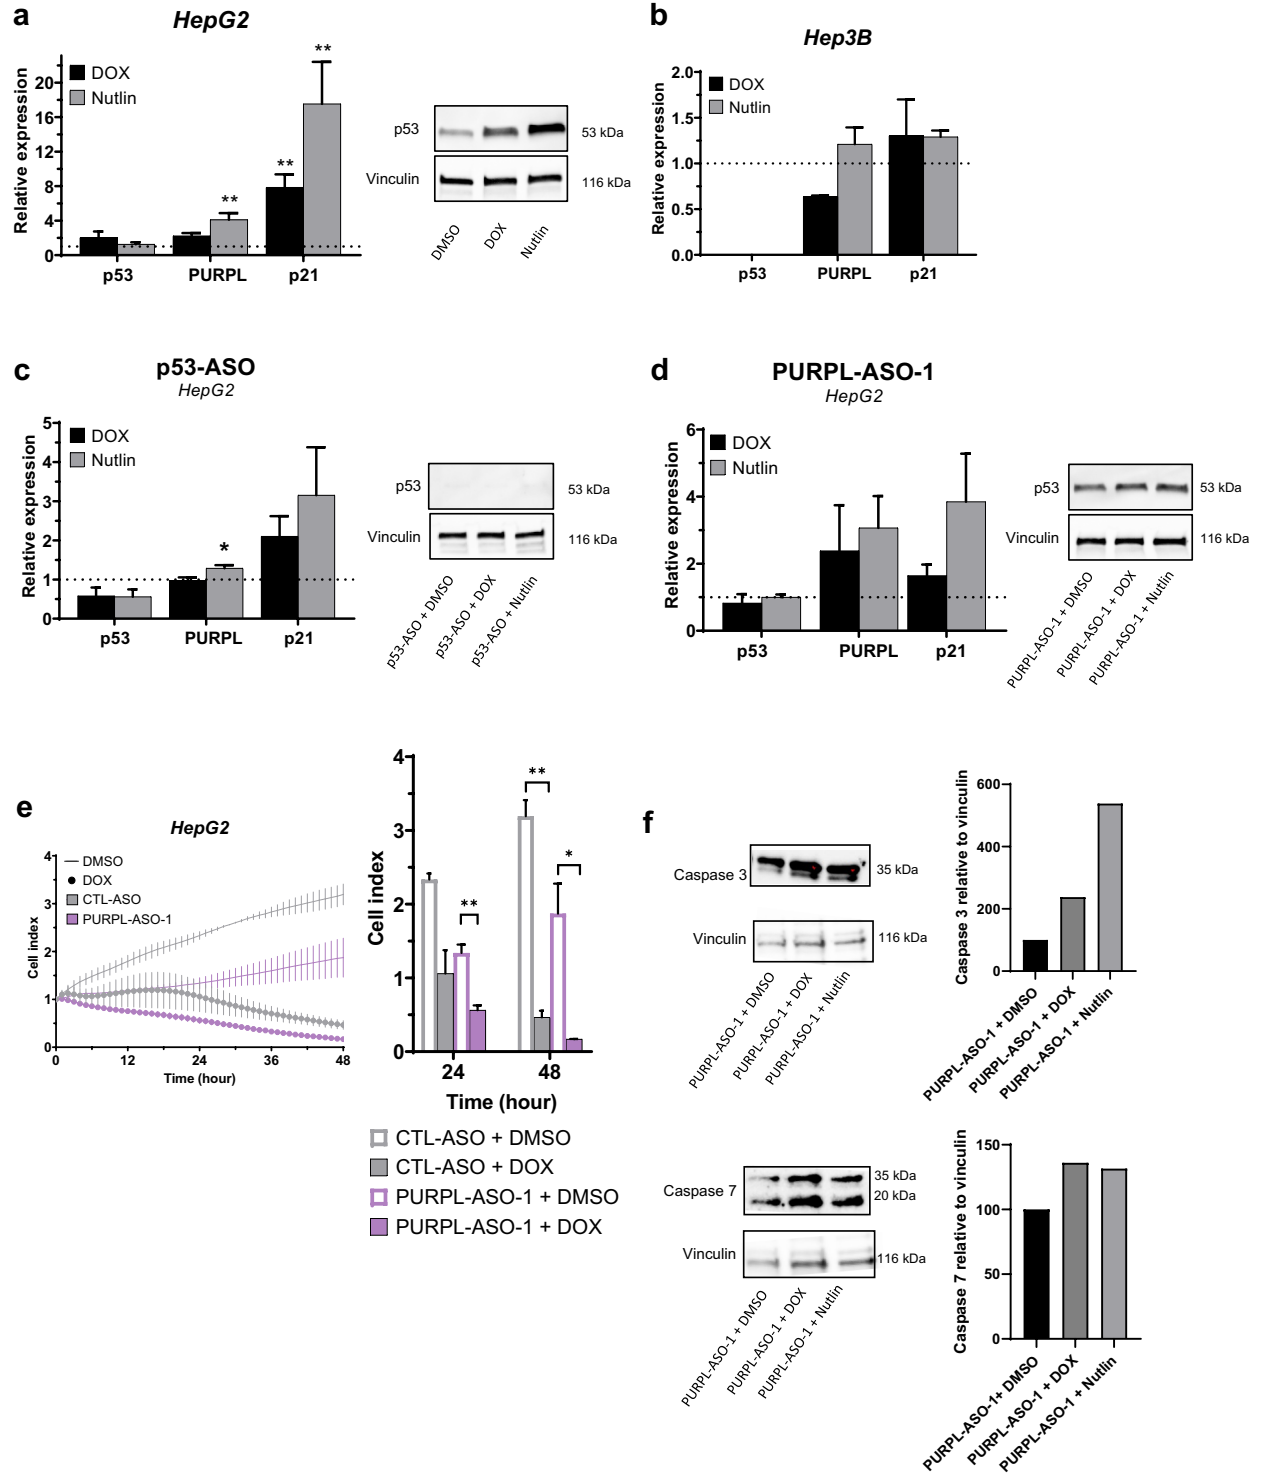 a
HepG2
Relative expression
20
16
12
8
4
0
DOX
Nutlin
**
**
**
p53
PURPL
p21
p53
53 kDa
Vinculin
116 kDa
DMSO
DOX
Nutlin
b
Hep3B
Relative expression
2.0
1.5
1.0
0.5
0.0
DOX
Nutlin
p53
PURPL
p21
c
p53-ASO
HepG2
Relative expression
5
4
3
2
1
0
DOX
Nutlin
*
p53
PURPL
p21
p53
53 kDa
Vinculin
116 kDa
p53-ASO + DMSO
p53-ASO + DOX
p53-ASO + Nutlin
d
PURPL-ASO-1
HepG2
Relative expression
6
4
2
0
DOX
Nutlin
p53
PURPL
p21
p53
53 kDa
Vinculin
116 kDa
PURPL-ASO-1 + DMSO
PURPL-ASO-1 + DOX
PURPL-ASO-1 + Nutlin
e
HepG2
Cell index
4
3
2
1
0
DMSO
DOX
CTL-ASO
PURPL-ASO-1
0
12
24
36
48
Time (hour)
Cell index
4
3
2
1
0
**
**
*
24
48
Time (hour)
CTL-ASO + DMSO
CTL-ASO + DOX
PURPL-ASO-1 + DMSO
PURPL-ASO-1 + DOX
f
Caspase 3
35 kDa
Vinculin
116 kDa
PURPL-ASO-1 + DMSO
PURPL-ASO-1 + DOX
PURPL-ASO-1 + Nutlin
Caspase 3 relative to vinculin
600
400
200
0
PURPL-ASO-1 + DMSO
PURPL-ASO-1 + DOX
PURPL-ASO-1 + Nutlin
Caspase 7
35 kDa
20 kDa
Vinculin
116 kDa
PURPL-ASO-1 + DMSO
PURPL-ASO-1 + DOX
PURPL-ASO-1 + Nutlin
Caspase 7 relative to vinculin
150
100
50
0
PURPL-ASO-1+ DMSO
PURPL-ASO-1 + DOX
PURPL-ASO-1 + Nutlin